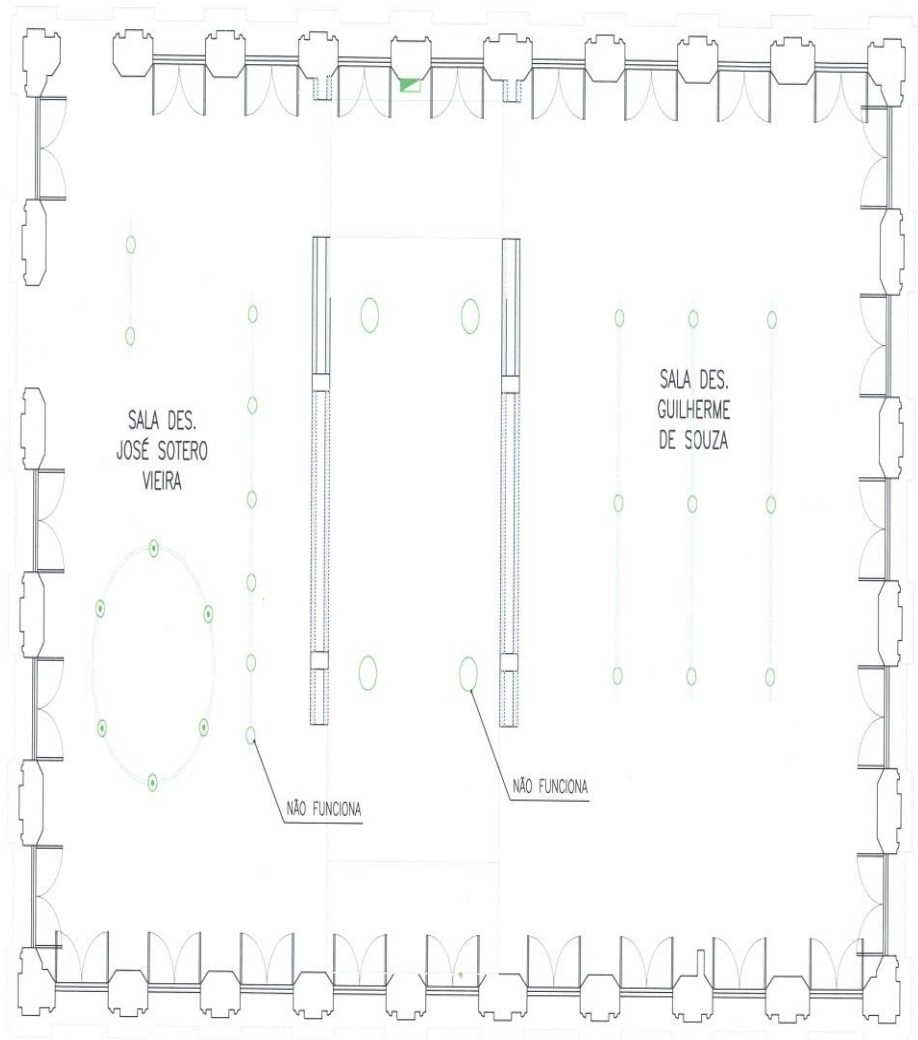 SALA DES.
JOSÉ SOTERO
VIEIRA
SALA DES.
GUILHERME
DE SOUZA
NÃO FUNCIONA
NÃO FUNCIONA